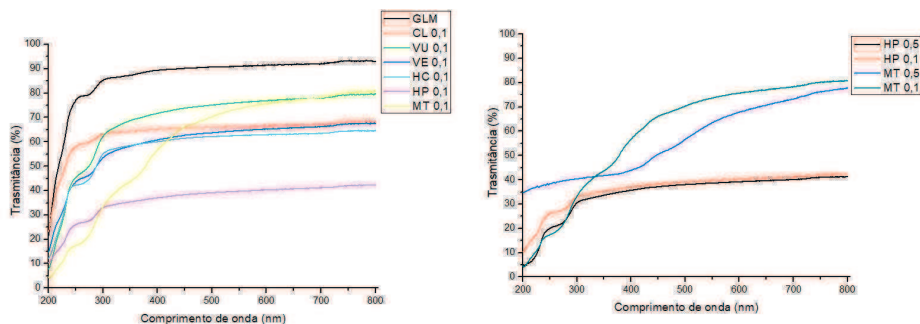 GLM
CL 0,1
VU 0,1
VE 0,1
HC 0,1
HP 0,1
MT 0,1
100
90
80
70
60
50
40
30
20
10
0
Trasmitância (%)
200 300 400 500 600 700 800
Comprimento de onda (nm)
HP 0,5
HP 0,1
MT 0,5
MT 0,1
100
90
80
70
60
50
40
30
20
10
0
Trasmitância (%)
200 300 400 500 600 700 800
Comprimento de onda (nm)